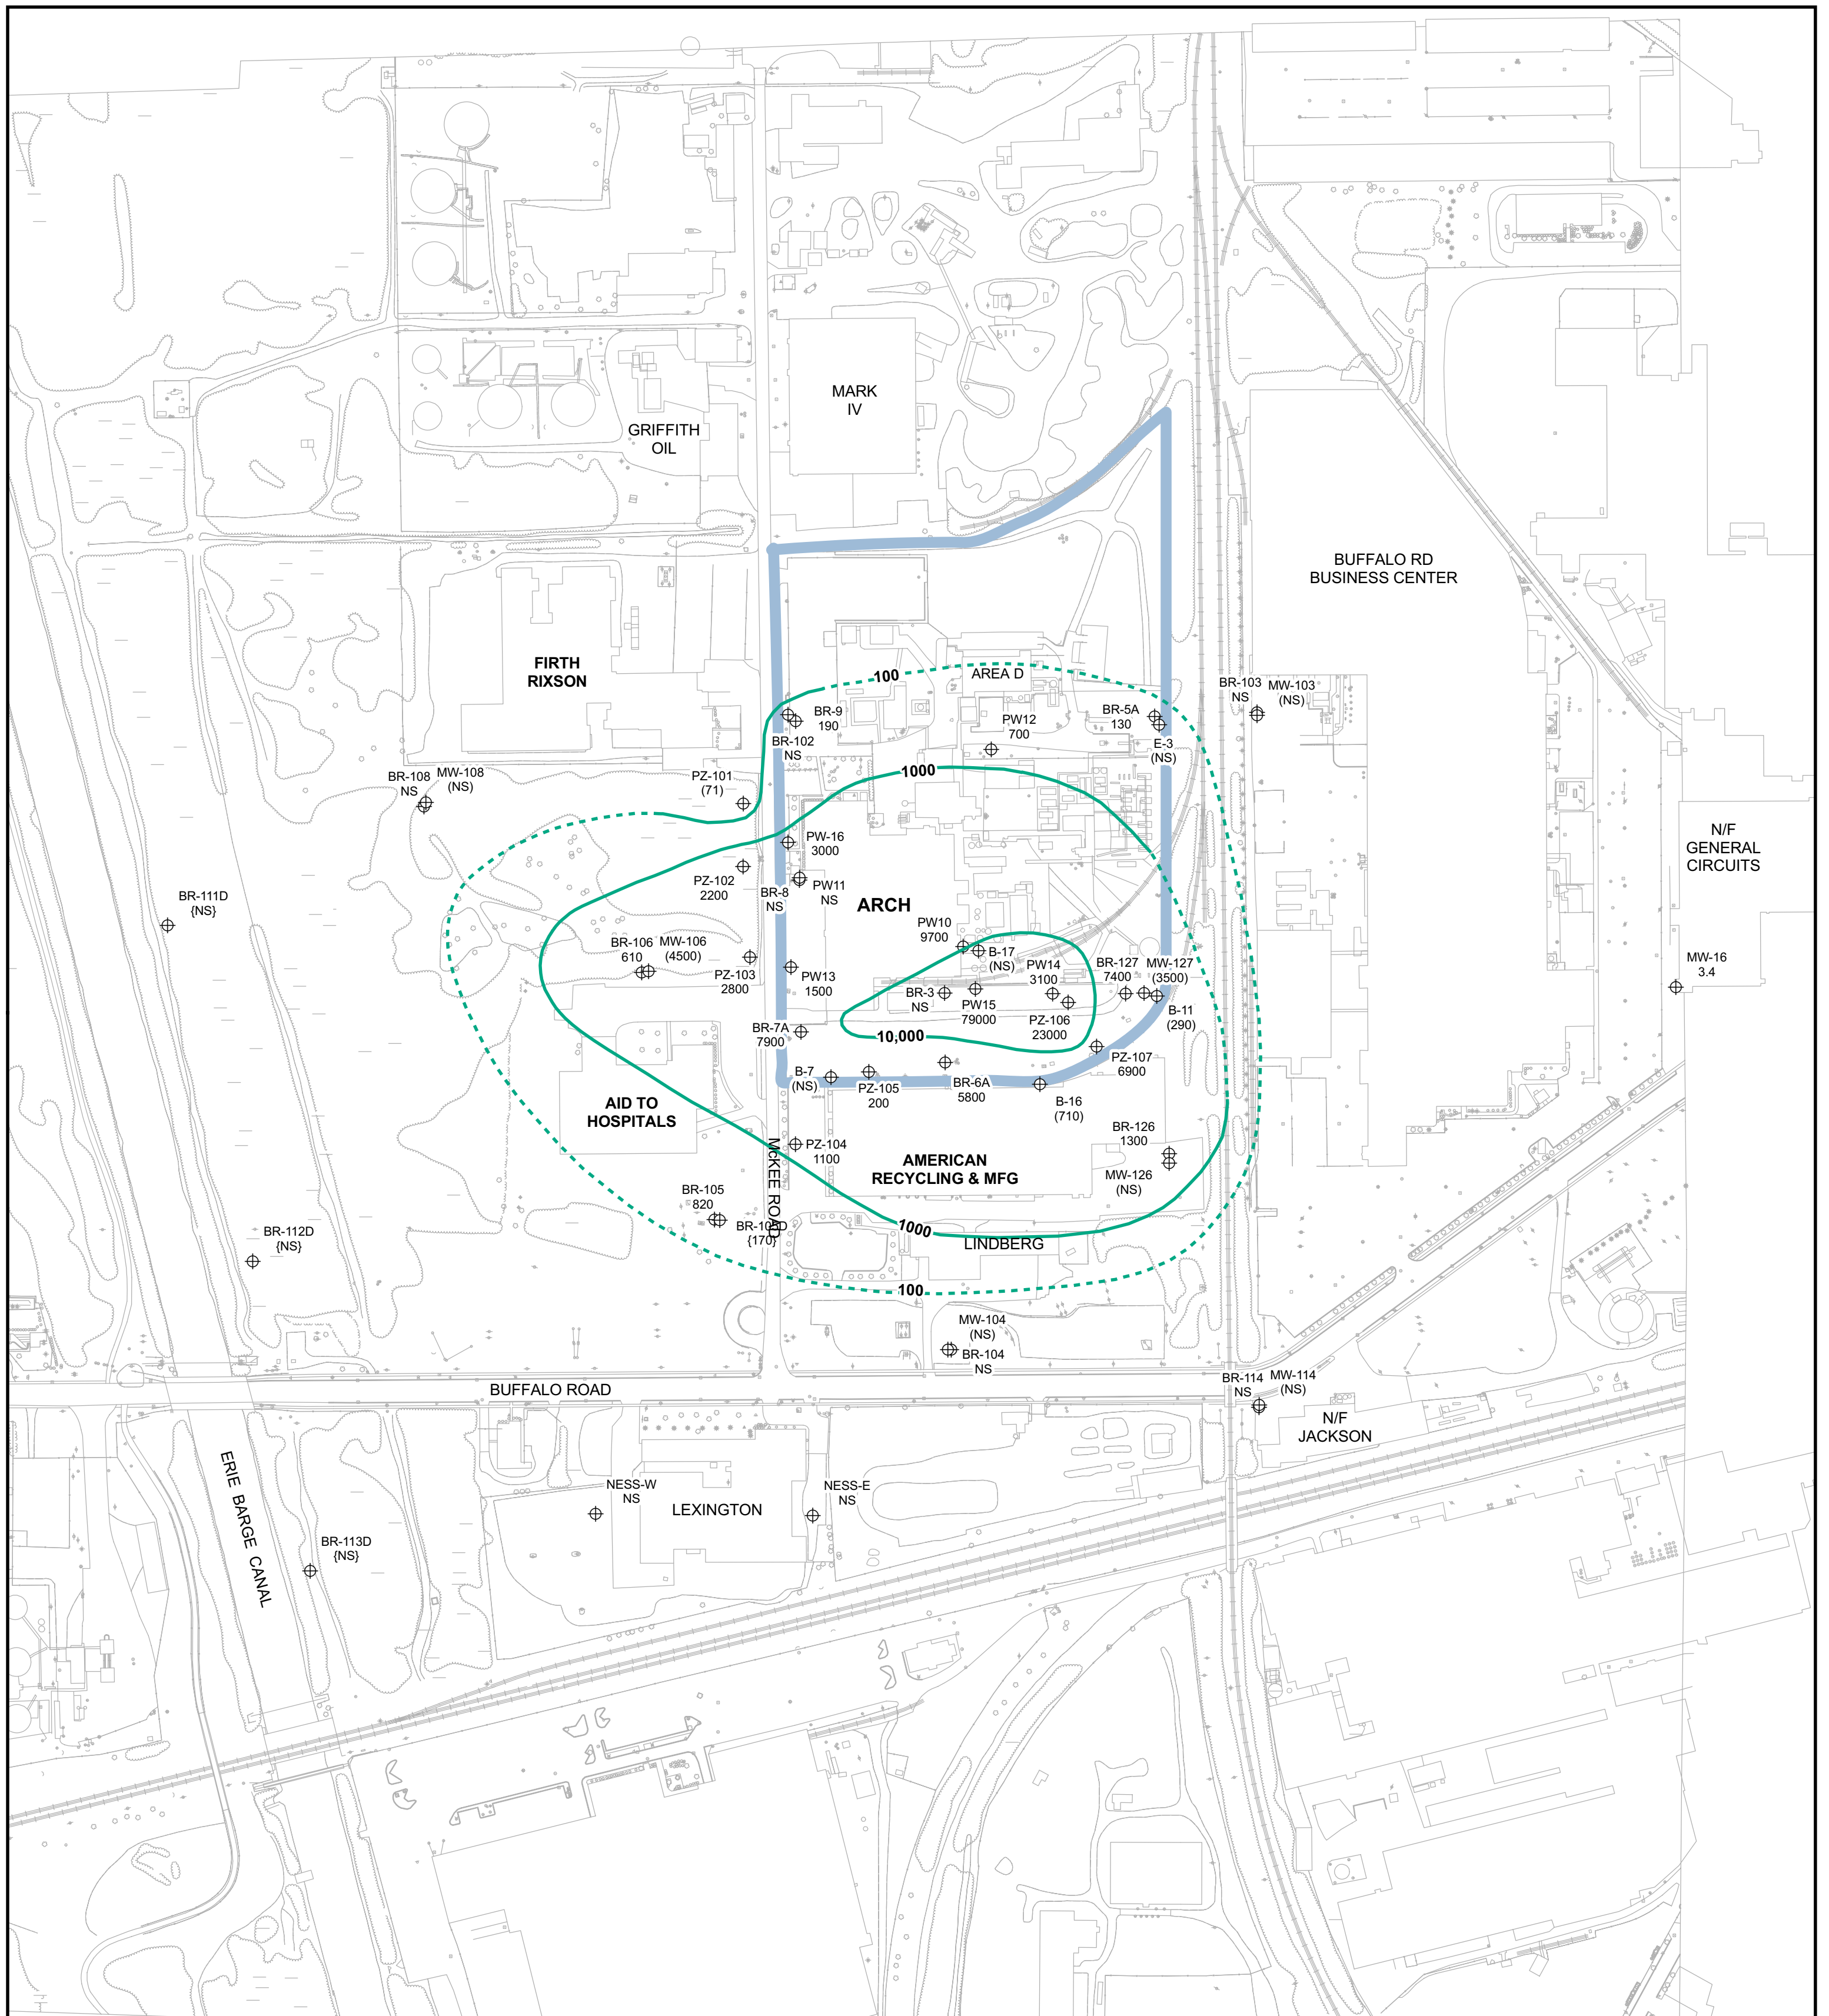 MARK
IV
GRIFFITH
OIL
BUFFALO RD
BUSINESS CENTER
FIRTH
RIXSON
100
AREA D
BR-103
NS
MW-103
(NS)
BR-9
190
BR-102
NS
PW12
700
BR-5A
130
E-3
(NS)
BR-108
NS
MW-108
(NS)
PZ-101
(71)
1000
PW-16
3000
N/F
GENERAL
CIRCUITS
PZ-102
2200
BR-8
NS
PW11
NS
ARCH
BR-111D
{NS}
PW10
9700
B-17
(NS)
BR-106
610
MW-106
(4500)
PZ-103
2800
PW13
1500
BR-3
NS
PW15
79000
PW14
3100
PZ-106
23000
BR-127
7400
MW-127
(3500)
B-11
(290)
MW-16
3.4
BR-7A
7900
10,000
PZ-107
6900
B-7
(NS)
PZ-105
200
BR-6A
5800
B-16
(710)
AID TO
HOSPITALS
McKEE ROAD
PZ-104
1100
AMERICAN
RECYCLING & MFG
BR-126
1300
MW-126
(NS)
BR-105
820
BR-105D
{170}
BR-112D
{NS}
1000
LINDBERG
100
MW-104
(NS)
BR-104
NS
BUFFALO ROAD
BR-114
NS
MW-114
(NS)
N/F
JACKSON
ERIE BARGE CANAL
NESS-W
NS
LEXINGTON
NESS-E
NS
BR-113D
{NS}